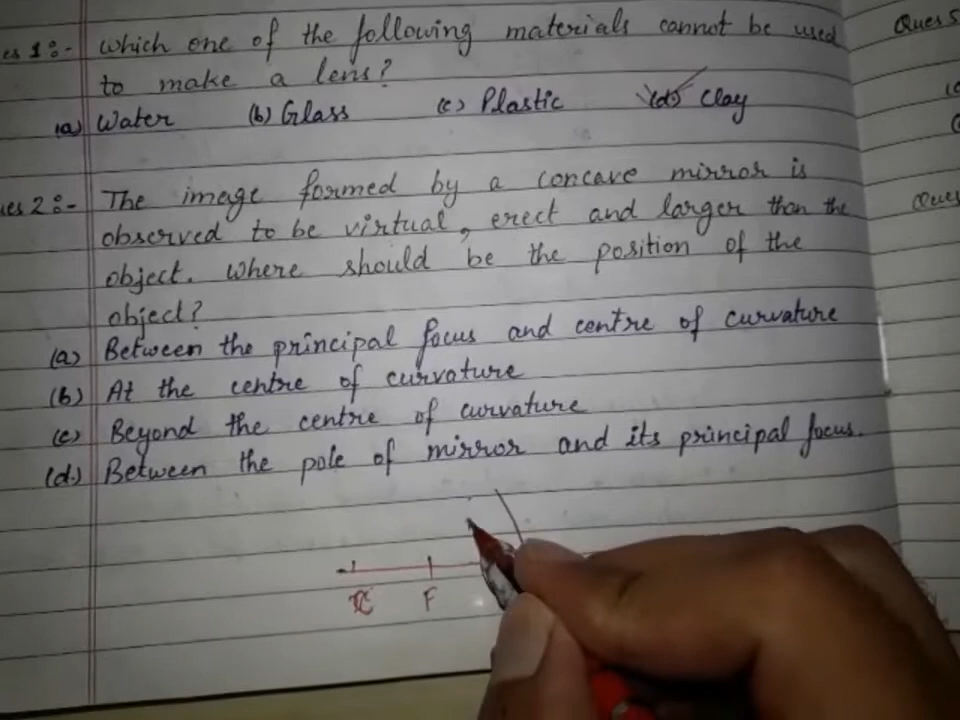 es 1:- Which one of the following materials cannot be used
to make a lens?
(a) Water (b) Glass (c) Plastic (d) Clay
ues 2:- The image formed by a concave mirror is
observed to be virtual, erect and larger than the
object. Where should be the position of the
object?
(a) Between the principal focus and centre of curvature
(b) At the centre of curvature
(c) Beyond the centre of curvature
(d.) Between the pole of mirror and its principal focus.
C F
Ques 5
(c
(
Ques